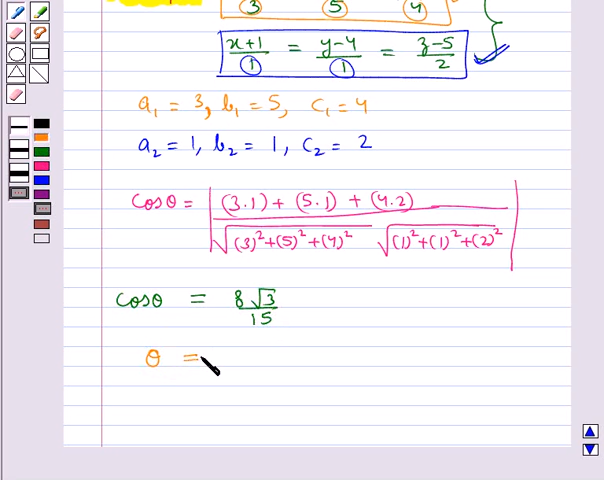 3 5 4
x+1/1 = y-4/1 = z-5/2
a₁ = 3, b₁ = 5, c₁ = 4
a₂ = 1, b₂ = 1, c₂ = 2
cosθ = |(3.1) + (5.1) + (4.2) / √(3)²+(5)²+(4)² √(1)²+(1)²+(2)²|
cosθ = 8√3/15
θ =